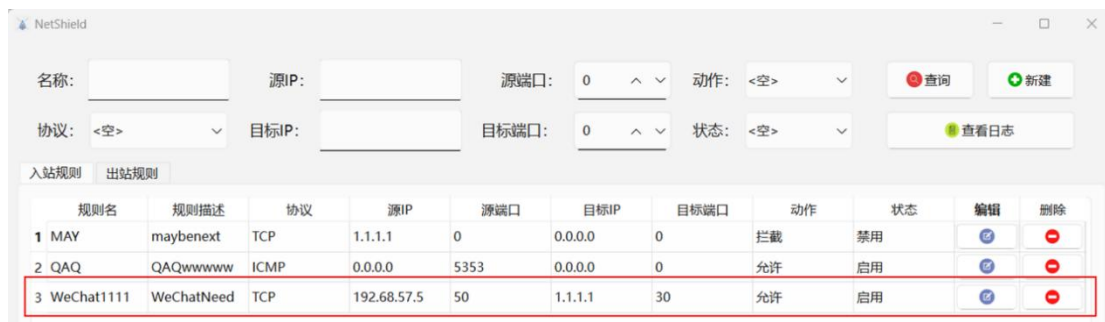 NetShield
名称: 源IP: 源端口: 0 动作: <空> 查询 新建
协议: <空> 目标IP: 目标端口: 0 状态: <空> 查看日志
入站规则 出站规则
规则名 规则描述 协议 源IP 源端口 目标IP 目标端口 动作 状态 编辑 删除
1 MAY maybenext TCP 1.1.1.1 0 0.0.0.0 0 拦截 禁用
2 QAQ QAQwwwww ICMP 0.0.0.0 5353 0.0.0.0 0 允许 启用
3 WeChat1111 WeChatNeed TCP 192.68.57.5 50 1.1.1.1 30 允许 启用